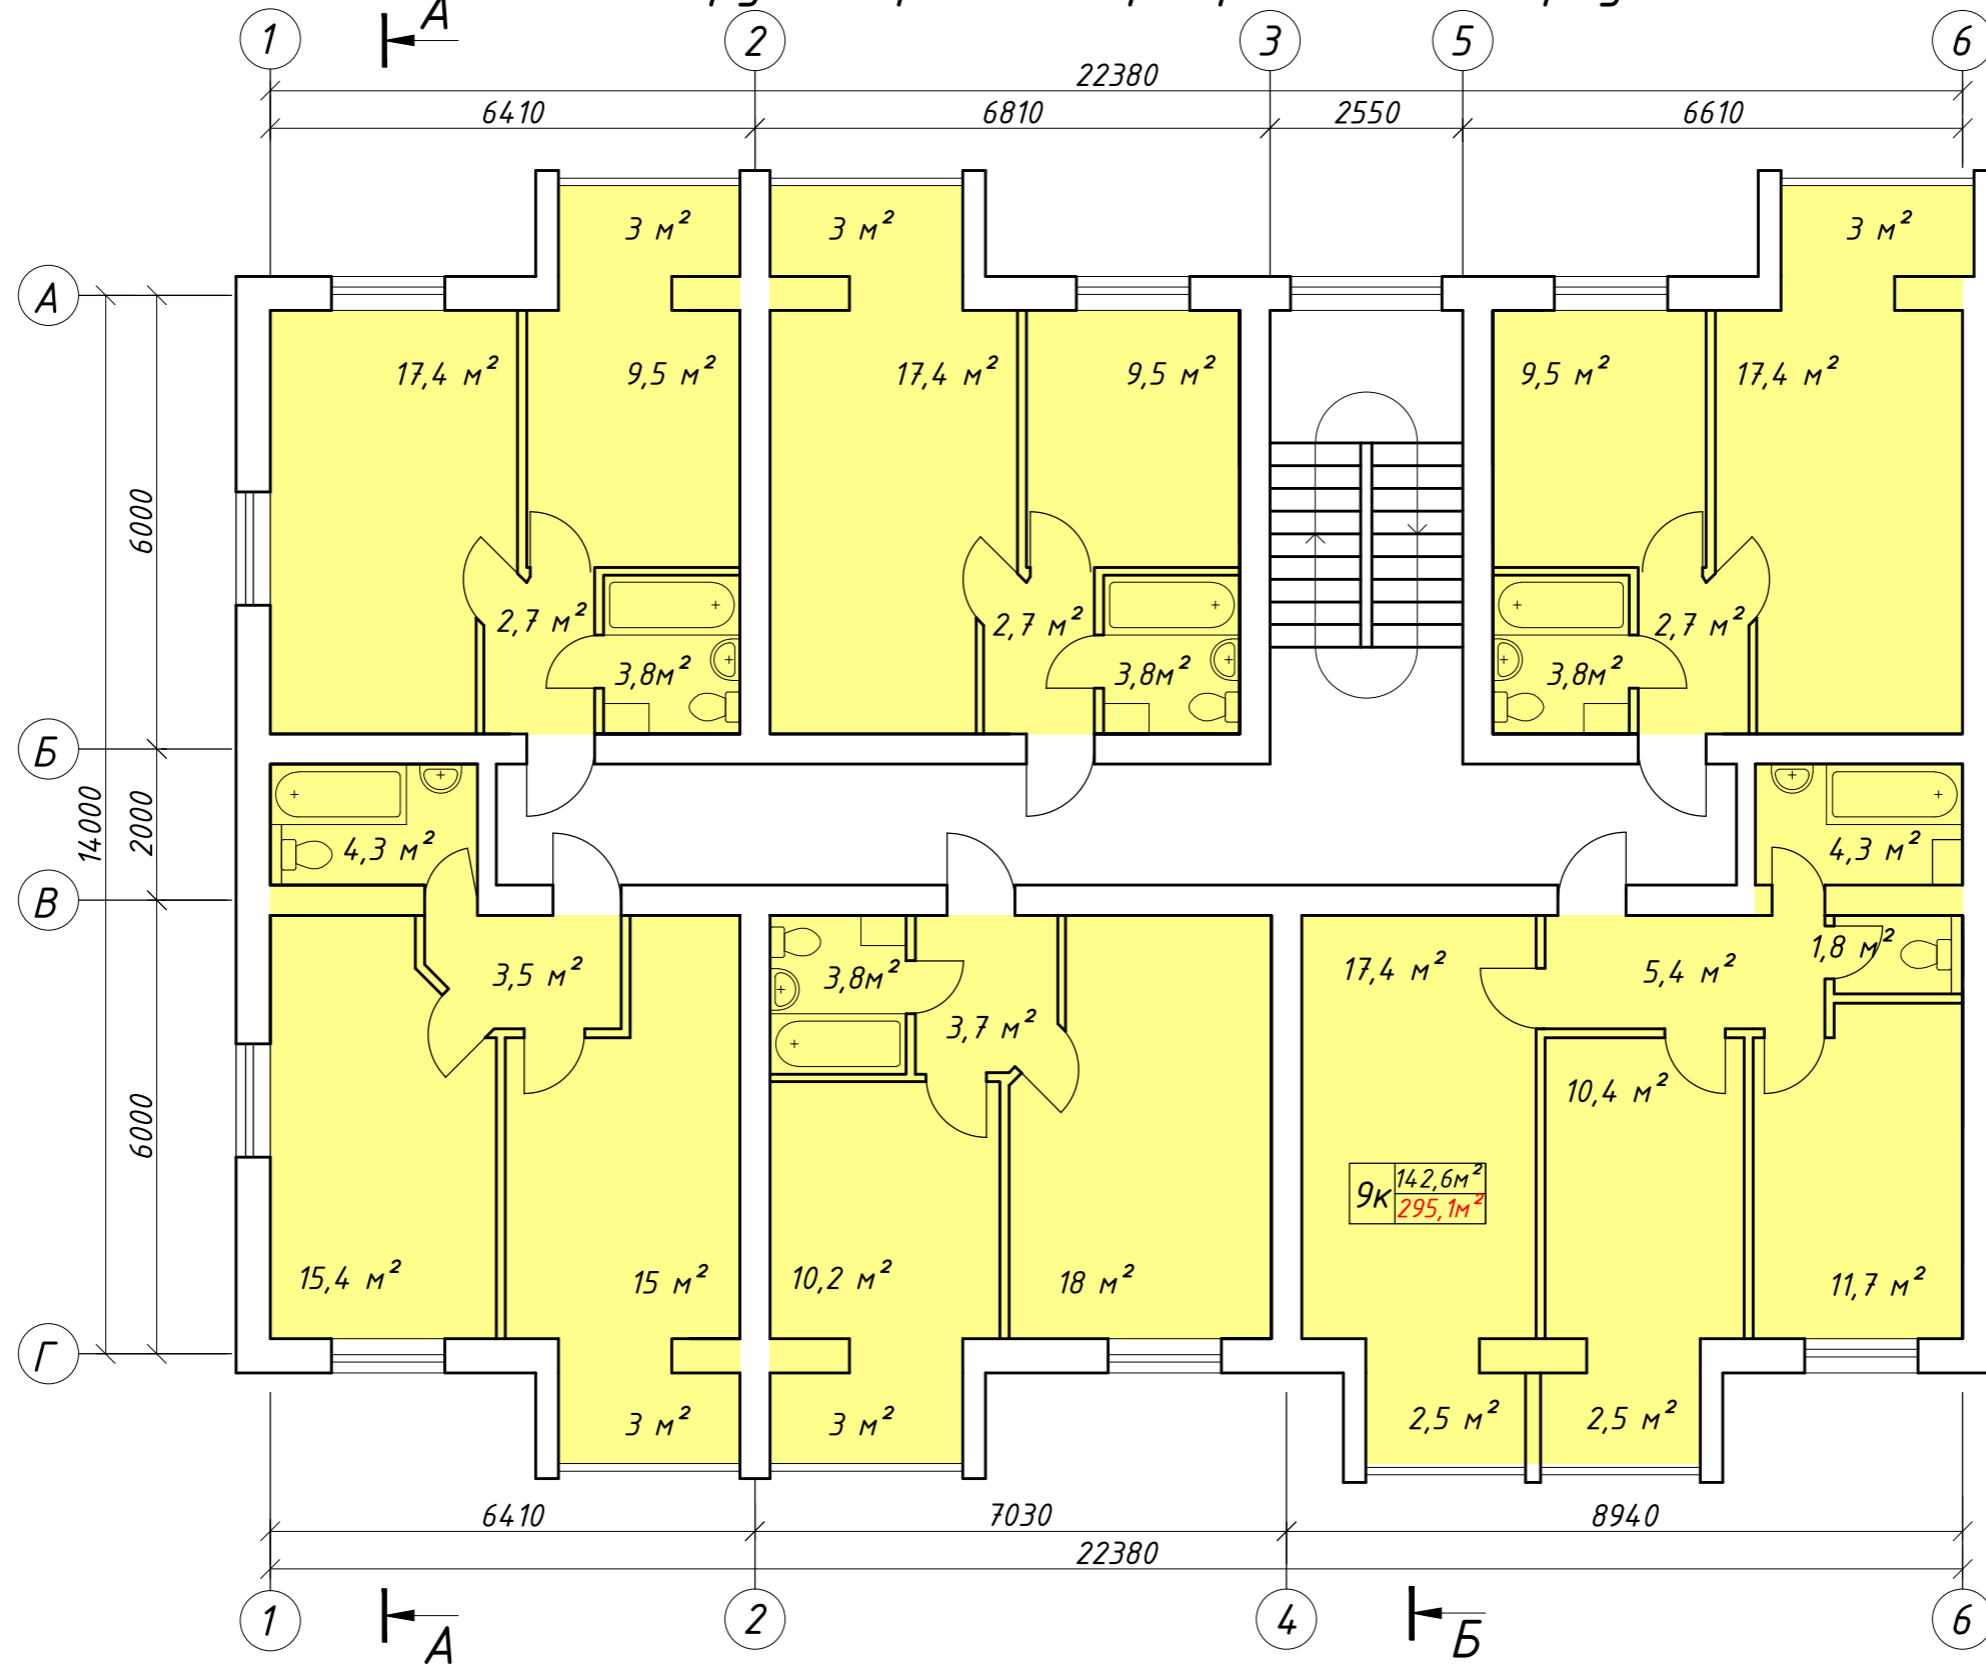 А
1
2
3
5
6
22380
6410
6810
2550
6610
3 м²
3 м²
3 м²
А
17,4 м²
9,5 м²
17,4 м²
9,5 м²
9,5 м²
17,4 м²
6000
2,7 м²
2,7 м²
2,7 м²
3,8м²
3,8м²
3,8м²
Б
14000
2000
4,3 м²
4,3 м²
В
3,5 м²
3,8м²
3,7 м²
17,4 м²
5,4 м²
1,8 м²
6000
10,4 м²
9к
142,6м²
295,1м²
15,4 м²
15 м²
10,2 м²
18 м²
11,7 м²
Г
3 м²
3 м²
2,5 м²
2,5 м²
6410
7030
8940
22380
1
2
4
6
А
Б